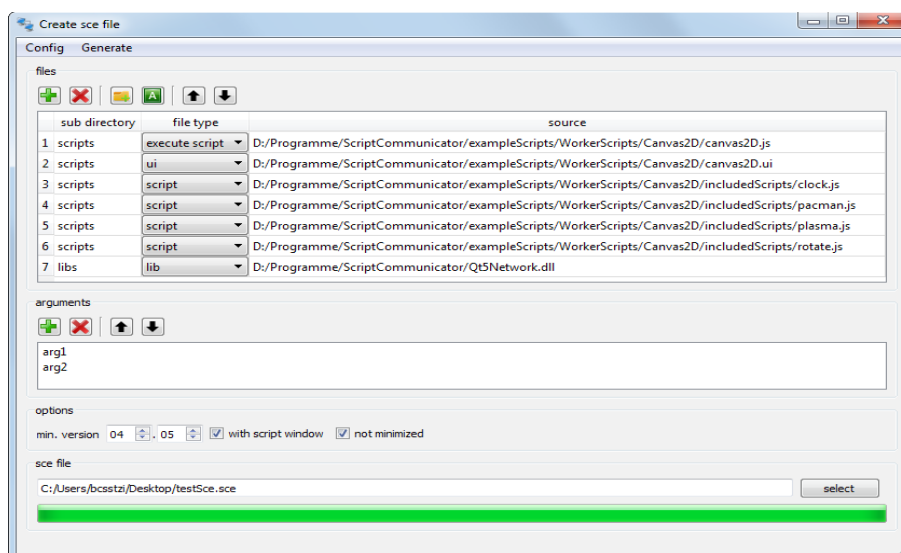 Create sce file
Config Generate
files
A
sub directory file type source
1 scripts execute script D:/Programme/ScriptCommunicator/exampleScripts/WorkerScripts/Canvas2D/canvas2D.js
2 scripts ui D:/Programme/ScriptCommunicator/exampleScripts/WorkerScripts/Canvas2D/canvas2D.ui
3 scripts script D:/Programme/ScriptCommunicator/exampleScripts/WorkerScripts/Canvas2D/includedScripts/clock.js
4 scripts script D:/Programme/ScriptCommunicator/exampleScripts/WorkerScripts/Canvas2D/includedScripts/pacman.js
5 scripts script D:/Programme/ScriptCommunicator/exampleScripts/WorkerScripts/Canvas2D/includedScripts/plasma.js
6 scripts script D:/Programme/ScriptCommunicator/exampleScripts/WorkerScripts/Canvas2D/includedScripts/rotate.js
7 libs lib D:/Programme/ScriptCommunicator/Qt5Network.dll
arguments
arg1
arg2
options
min. version 04 . 05 with script window not minimized
sce file
C:/Users/bcsstzi/Desktop/testSce.sce select